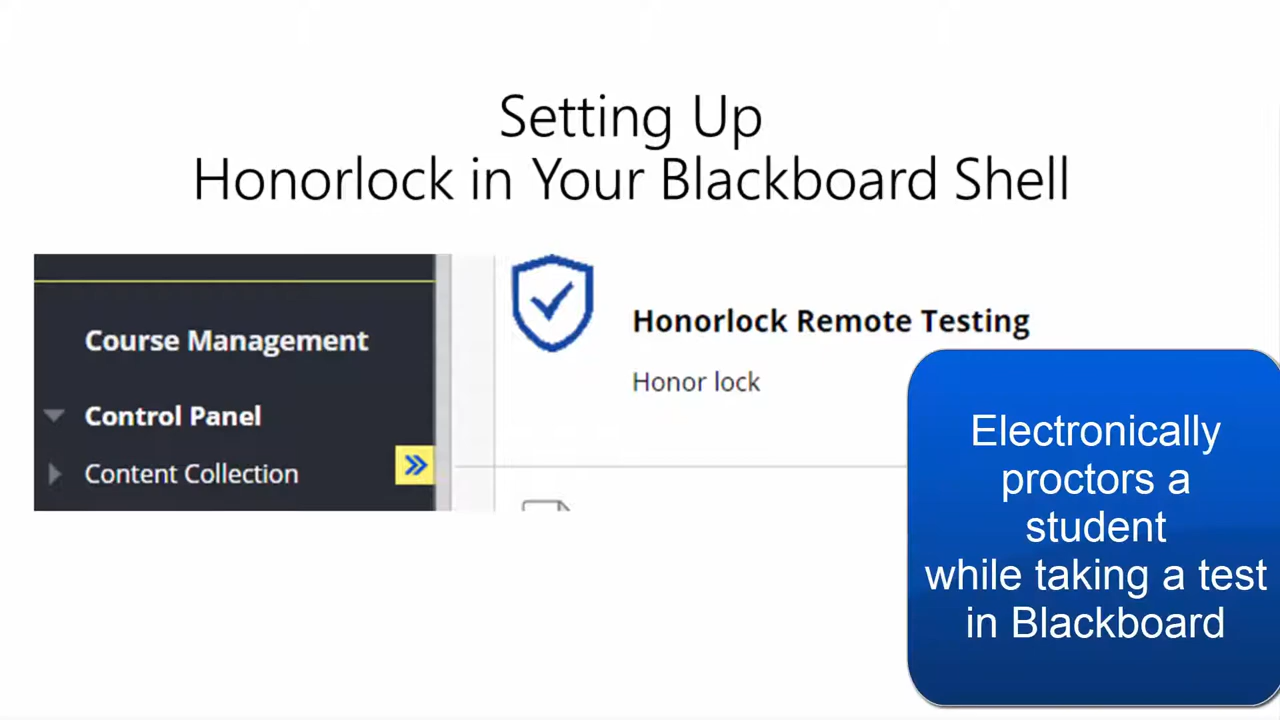 Setting Up
Honorlock in Your Blackboard Shell
Course Management
Control Panel
Content Collection
Honorlock Remote Testing
Honor lock
Electronically
proctors a
student
while taking a test
in Blackboard